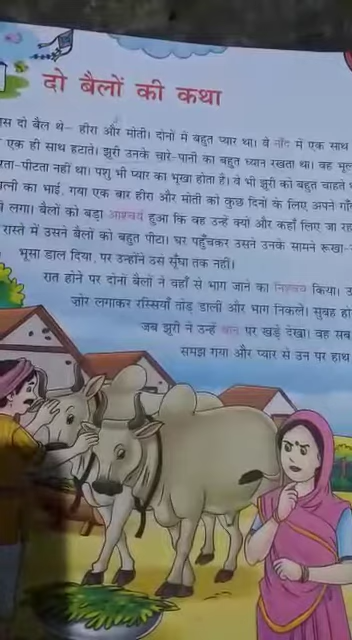 दो बैलों की कथा
दो बैल थे— हीरा और मोती। दोनों में बहुत प्यार था। वे नाँद में एक साथ
एक ही साथ हटाते। झूरी उनके चारे-पानी का बहुत ध्यान रखता था। वह
नहीं था। पशु भी प्यार का भूखा होता है। वे भी झूरी को बहुत चाहते
का भाई, गया एक बार हीरा और मोती को कुछ दिनों के लिए अपने
लगा। बैलों को बड़ा आश्चर्य हुआ कि वह उन्हें क्यों और कहाँ लिए जा
रास्ते में उसने बैलों को बहुत पीटा। घर पहुँचकर उसने उनके सामने रूखा-
भूसा डाल दिया, पर उन्होंने उसे सूँघा तक नहीं।
रात होने पर दोनों बैलों ने वहाँ से भाग जाने का निश्चय किया।
ज़ोर लगाकर रस्सियाँ तोड़ डालीं और भाग निकले। सुबह
जब झूरी ने उन्हें थान पर खड़े देखा। वह सब
समझ गया और प्यार से उन पर हाथ